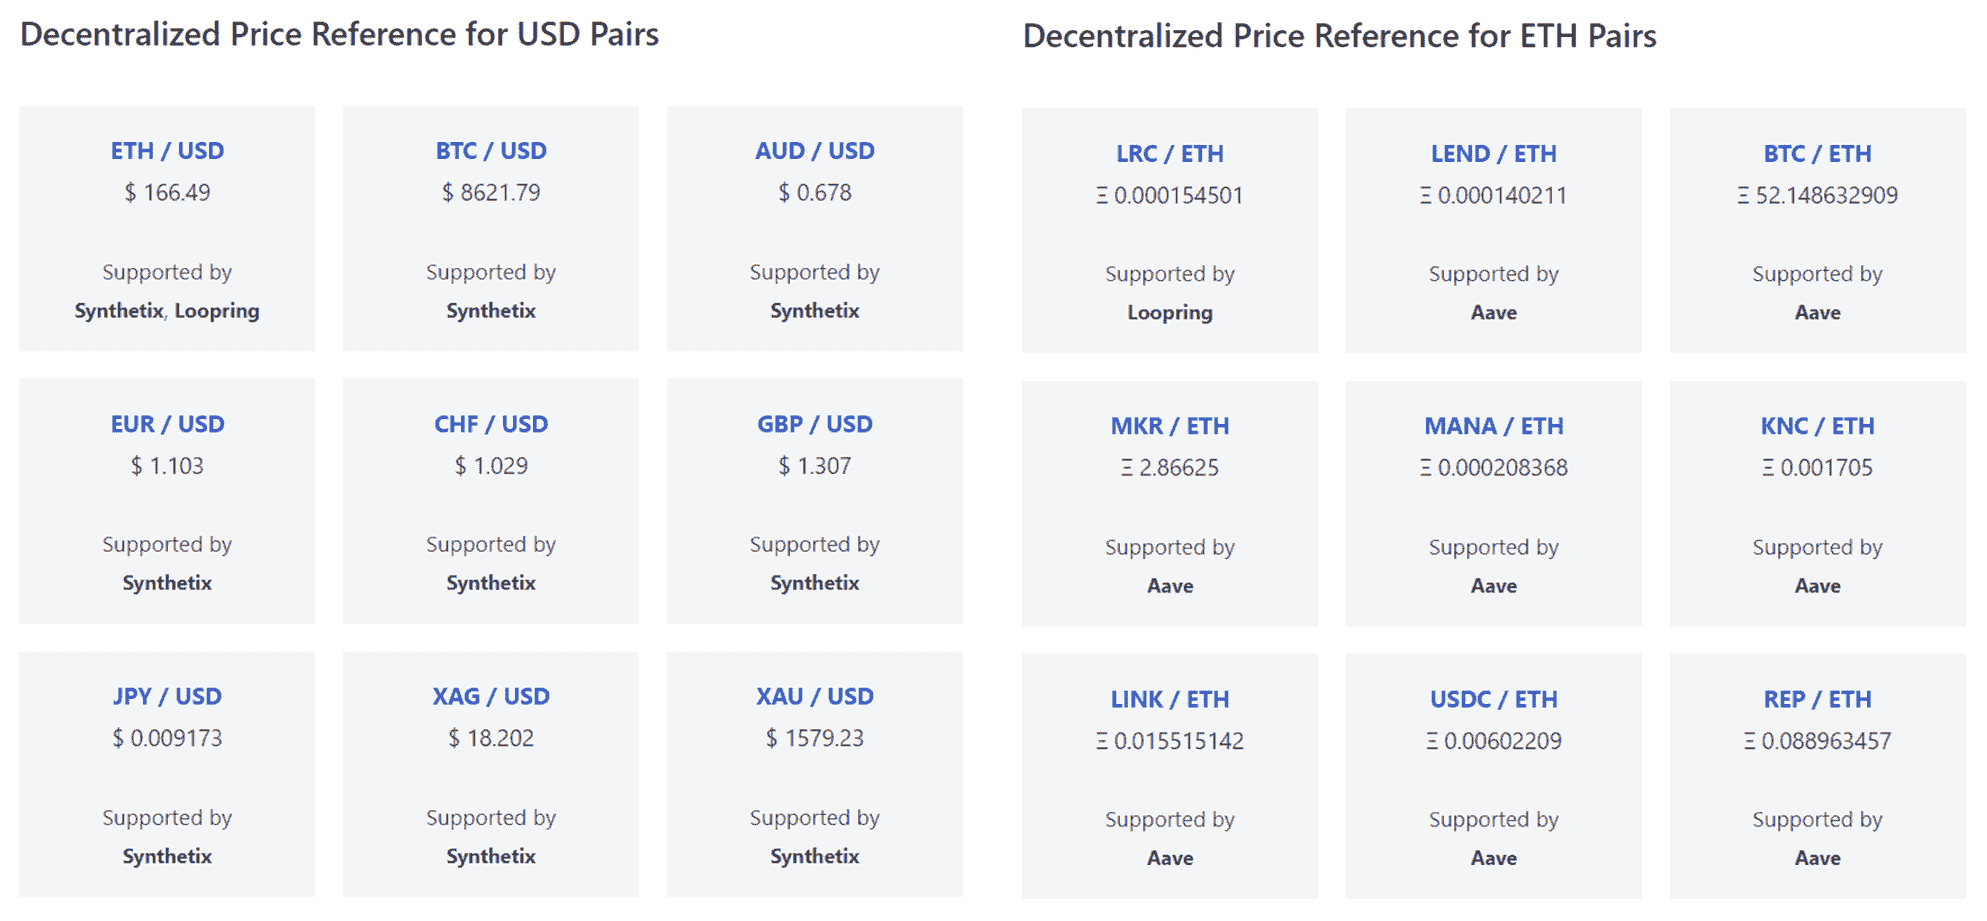 Decentralized Price Reference for USD Pairs
ETH / USD
$ 166.49
Supported by
Synthetix, Loopring
BTC / USD
$ 8621.79
Supported by
Synthetix
AUD / USD
$ 0.678
Supported by
Synthetix
EUR / USD
$ 1.103
Supported by
Synthetix
CHF / USD
$ 1.029
Supported by
Synthetix
GBP / USD
$ 1.307
Supported by
Synthetix
JPY / USD
$ 0.009173
Supported by
Synthetix
XAG / USD
$ 18.202
Supported by
Synthetix
XAU / USD
$ 1579.23
Supported by
Synthetix
Decentralized Price Reference for ETH Pairs
LRC / ETH
Ξ 0.000154501
Supported by
Loopring
LEND / ETH
Ξ 0.000140211
Supported by
Aave
BTC / ETH
Ξ 52.148632909
Supported by
Aave
MKR / ETH
Ξ 2.86625
Supported by
Aave
MANA / ETH
Ξ 0.000208368
Supported by
Aave
KNC / ETH
Ξ 0.001705
Supported by
Aave
LINK / ETH
Ξ 0.015515142
Supported by
Aave
USDC / ETH
Ξ 0.00602209
Supported by
Aave
REP / ETH
Ξ 0.088963457
Supported by
Aave